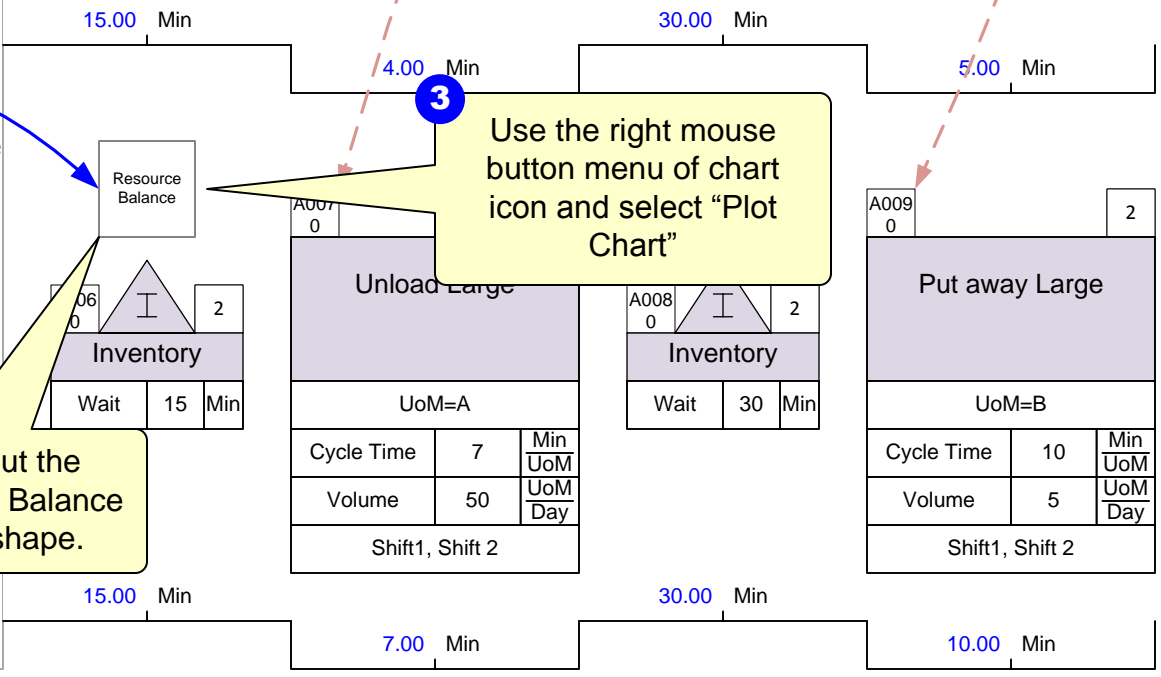 15.00 Min
30.00 Min
4.00 Min
5.00 Min
3
Use the right mouse
button menu of chart
icon and select “Plot
Chart”
Resource
Balance
A007
0
A009
0
2
Unload Large
Put away Large
06
0
I
2
A008
0
I
2
Inventory
Inventory
Wait 15 Min
UoM=A
Wait 30 Min
UoM=B
Cycle Time 7 Min
UoM
Cycle Time 10 Min
UoM
ut the
Balance
shape.
Volume 50 UoM
Day
Volume 5 UoM
Day
Shift1, Shift 2
Shift1, Shift 2
15.00 Min
30.00 Min
7.00 Min
10.00 Min